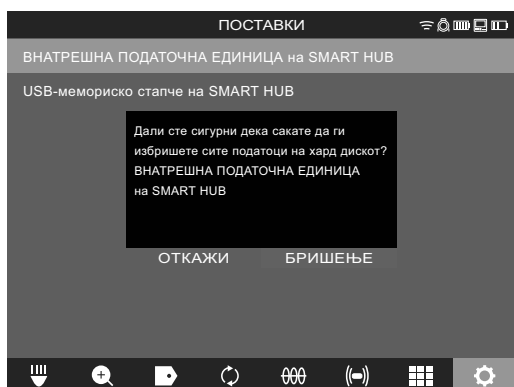 ПОСТАВКИ
ВНАТРЕШНА ПОДАТОЧНА ЕДИНИЦА на SMART HUB
USB-мемориско стапче на SMART HUB
Дали сте сигурни дека сакате да ги
избришете сите податоци на хард дискот?
ВНАТРЕШНА ПОДАТОЧНА ЕДИНИЦА
на SMART HUB
ОТКАЖИ БРИШЕЊЕ